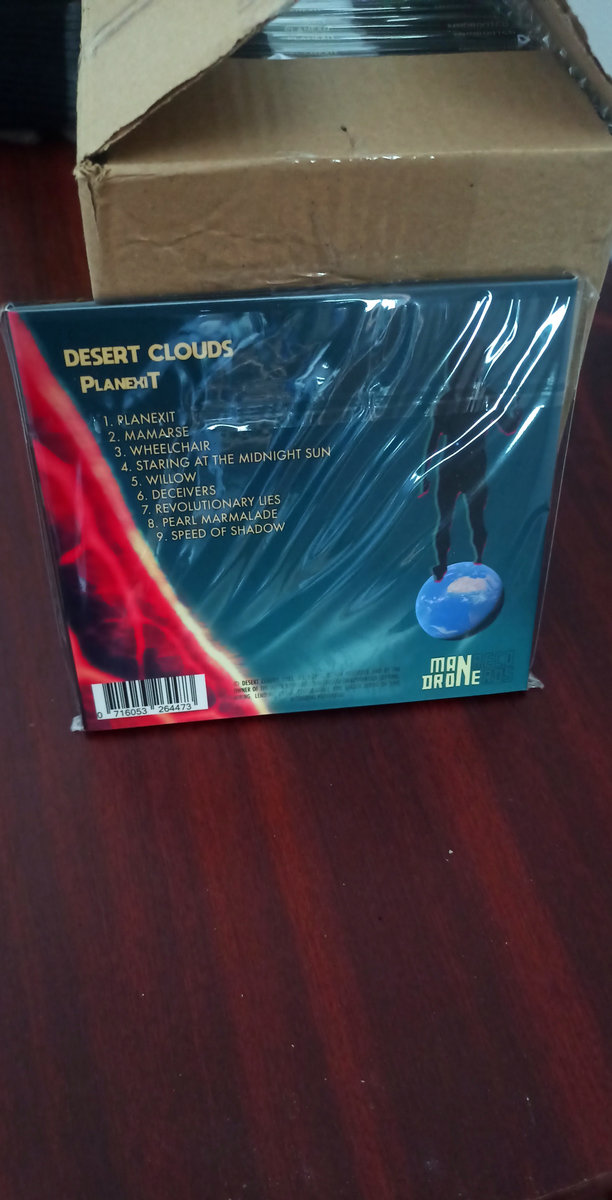 DESERT CLOUDS
PLANEXIT
1. PLANEXIT
2. MAMARSE
3. WHEELCHAIR
4. STARING AT THE MIDNIGHT SUN
5. WILLOW
6. DECEIVERS
7. REVOLUTIONARY LIES
8. PEARL MARMALADE
9. SPEED OF SHADOW
MAN
DRONE
0 716053 264473